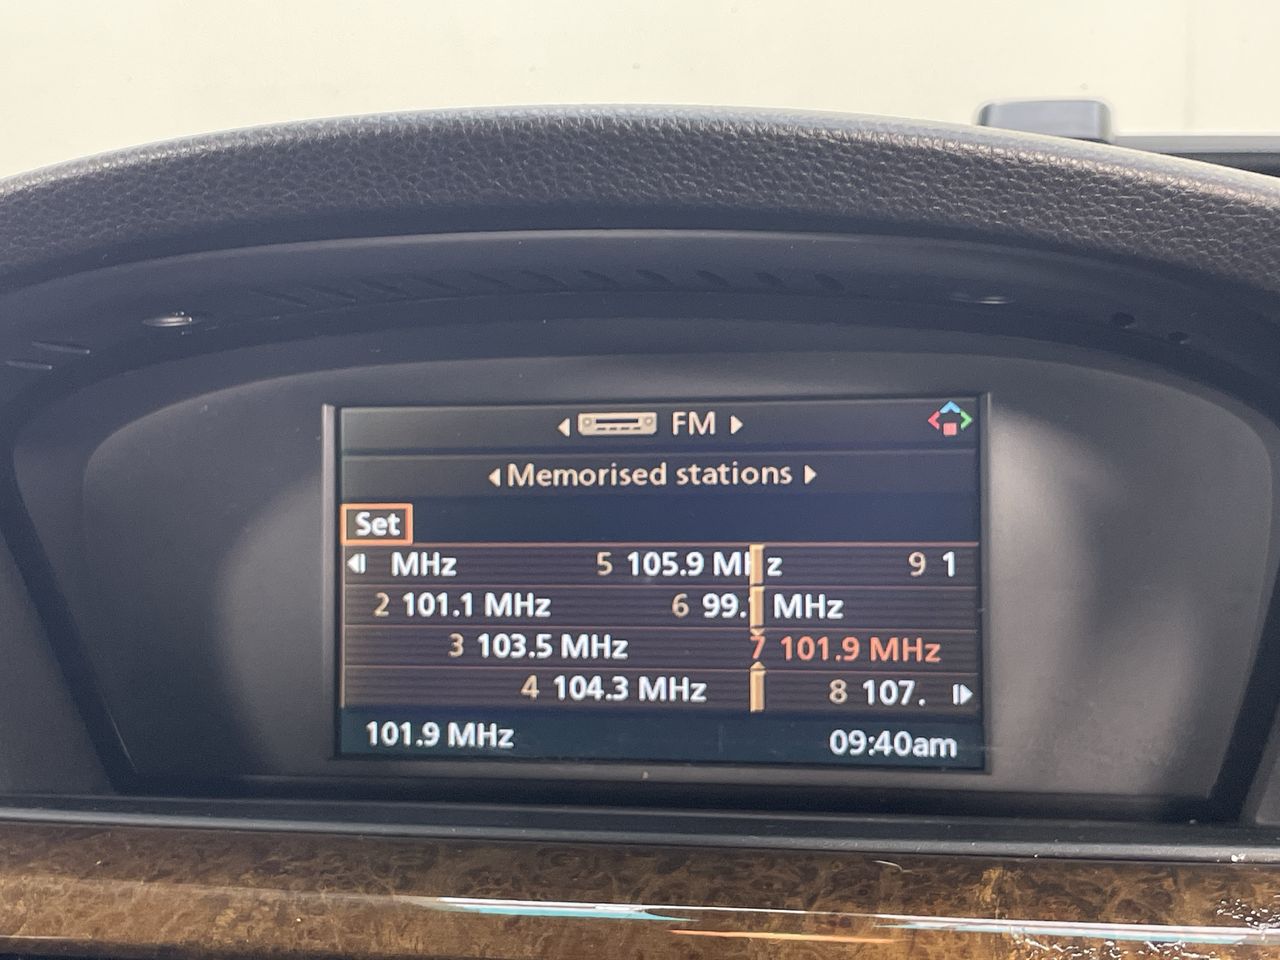 FM
Memorised stations
Set
MHz 5 105.9 MHz 9 1
2 101.1 MHz 6 99. MHz
3 103.5 MHz 7 101.9 MHz
4 104.3 MHz 8 107.
101.9 MHz 09:40am